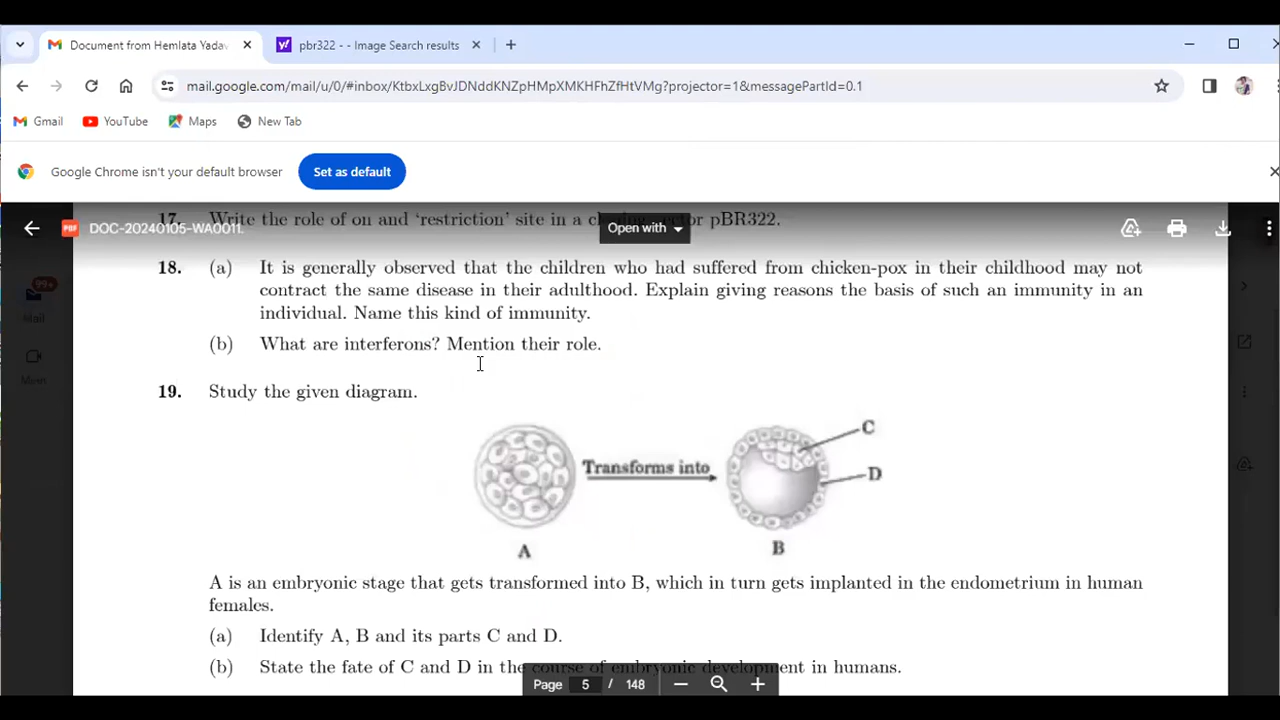 Document from Hemlata Yadav
pbr322 - - Image Search results
mail.google.com/mail/u/0/#inbox/KtbxLxgBvJDNddKNZpHMpXMKHFhZfHtVMg?projector=1&messagePartId=0.1
Gmail YouTube Maps New Tab
Google Chrome isn't your default browser Set as default
17. Write the role of on and ‘restriction’ site in a cloning vector pBR322.
DOC-20240105-WA0011. Open with
18. (a) It is generally observed that the children who had suffered from chicken-pox in their childhood may not
contract the same disease in their adulthood. Explain giving reasons the basis of such an immunity in an
individual. Name this kind of immunity.
99+
Mail
(b) What are interferons? Mention their role.
19. Study the given diagram.
C
Transforms into
D
A B
A is an embryonic stage that gets transformed into B, which in turn gets implanted in the endometrium in human
females.
(a) Identify A, B and its parts C and D.
(b) State the fate of C and D in the course of embryonic development in humans.
Page 5 / 148